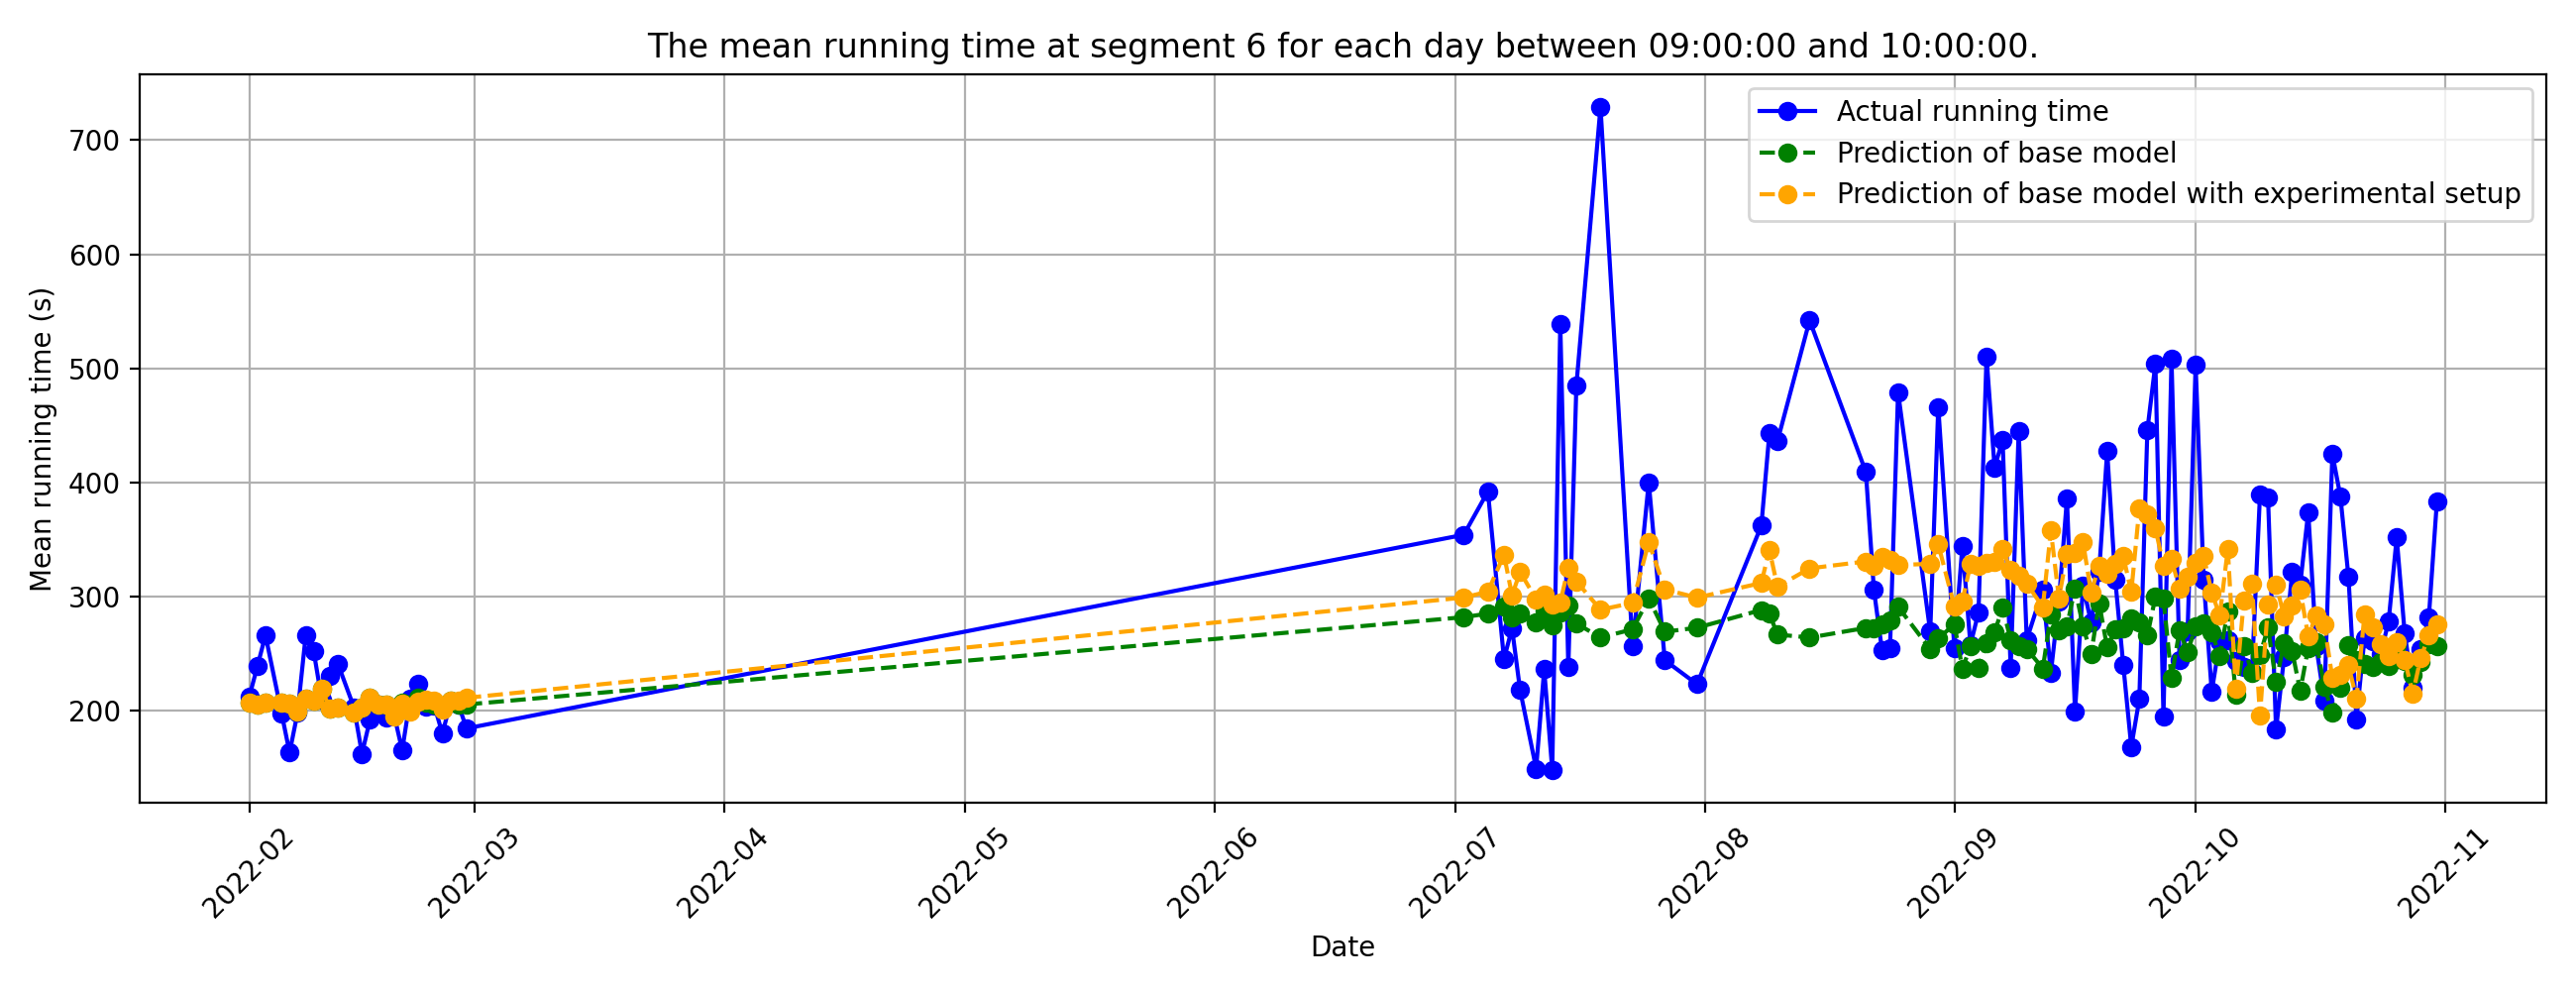 The mean running time at segment 6 for each day between 09:00:00 and 10:00:00.
Actual running time
Prediction of base model
Prediction of base model with experimental setup
Mean running time (s)
700
600
500
400
300
200
2022-02
2022-03
2022-04
2022-05
2022-06
2022-07
2022-08
2022-09
2022-10
2022-11
Date